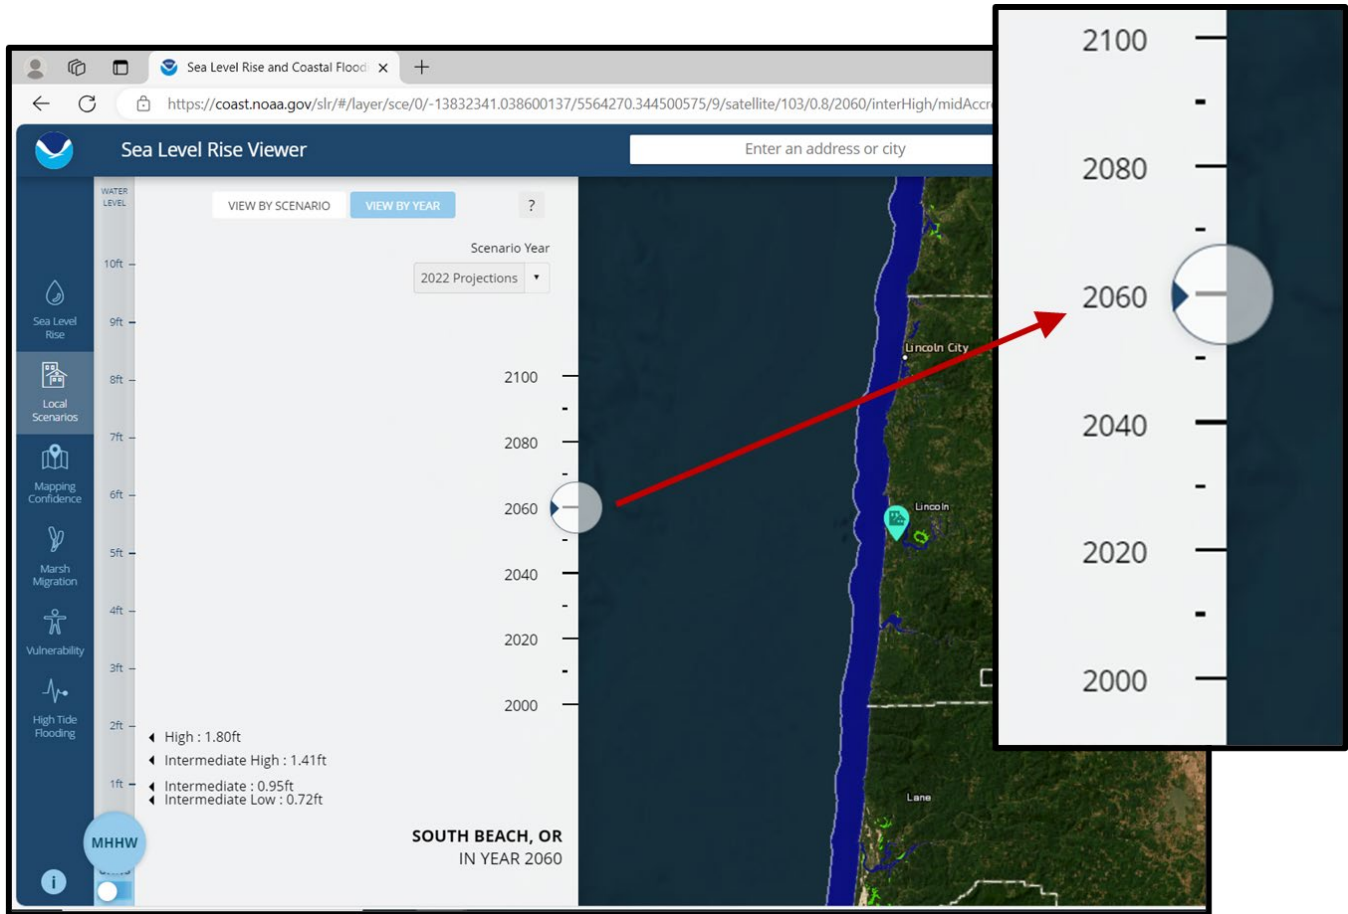 Sea Level Rise and Coastal Flood
https://coast.noaa.gov/slr/#/layer/sce/0/-13832341.038600137/5564270.344500575/9/satellite/103/0.8/2060/interHigh/midAccr
Sea Level Rise Viewer
Enter an address or city
WATER
LEVEL
VIEW BY SCENARIO
VIEW BY YEAR
?
Scenario Year
2022 Projections
10ft
9ft
8ft
7ft
6ft
5ft
4ft
3ft
2ft
1ft
MHHW
Sea Level
Rise
Local
Scenarios
Mapping
Confidence
Marsh
Migration
Vulnerability
High Tide
Flooding
i
2100
2080
2060
2040
2020
2000
High : 1.80ft
Intermediate High : 1.41ft
Intermediate : 0.95ft
Intermediate Low : 0.72ft
SOUTH BEACH, OR
IN YEAR 2060
Lincoln City
Lincoln
Lane
2100
2080
2060
2040
2020
2000